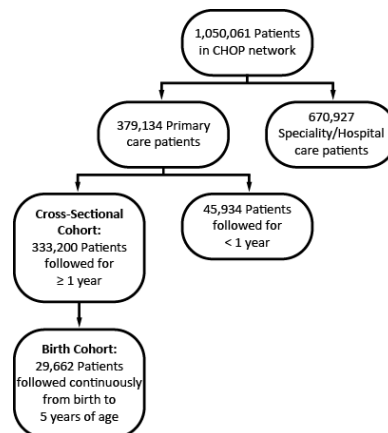 1,050,061 Patients
in CHOP network
379,134 Primary
care patients
670,927
Speciality/Hospital
care patients
Cross-Sectional
Cohort:
333,200 Patients
followed for
≥ 1 year
45,934 Patients
followed for
< 1 year
Birth Cohort:
29,662 Patients
followed continuously
from birth to
5 years of age